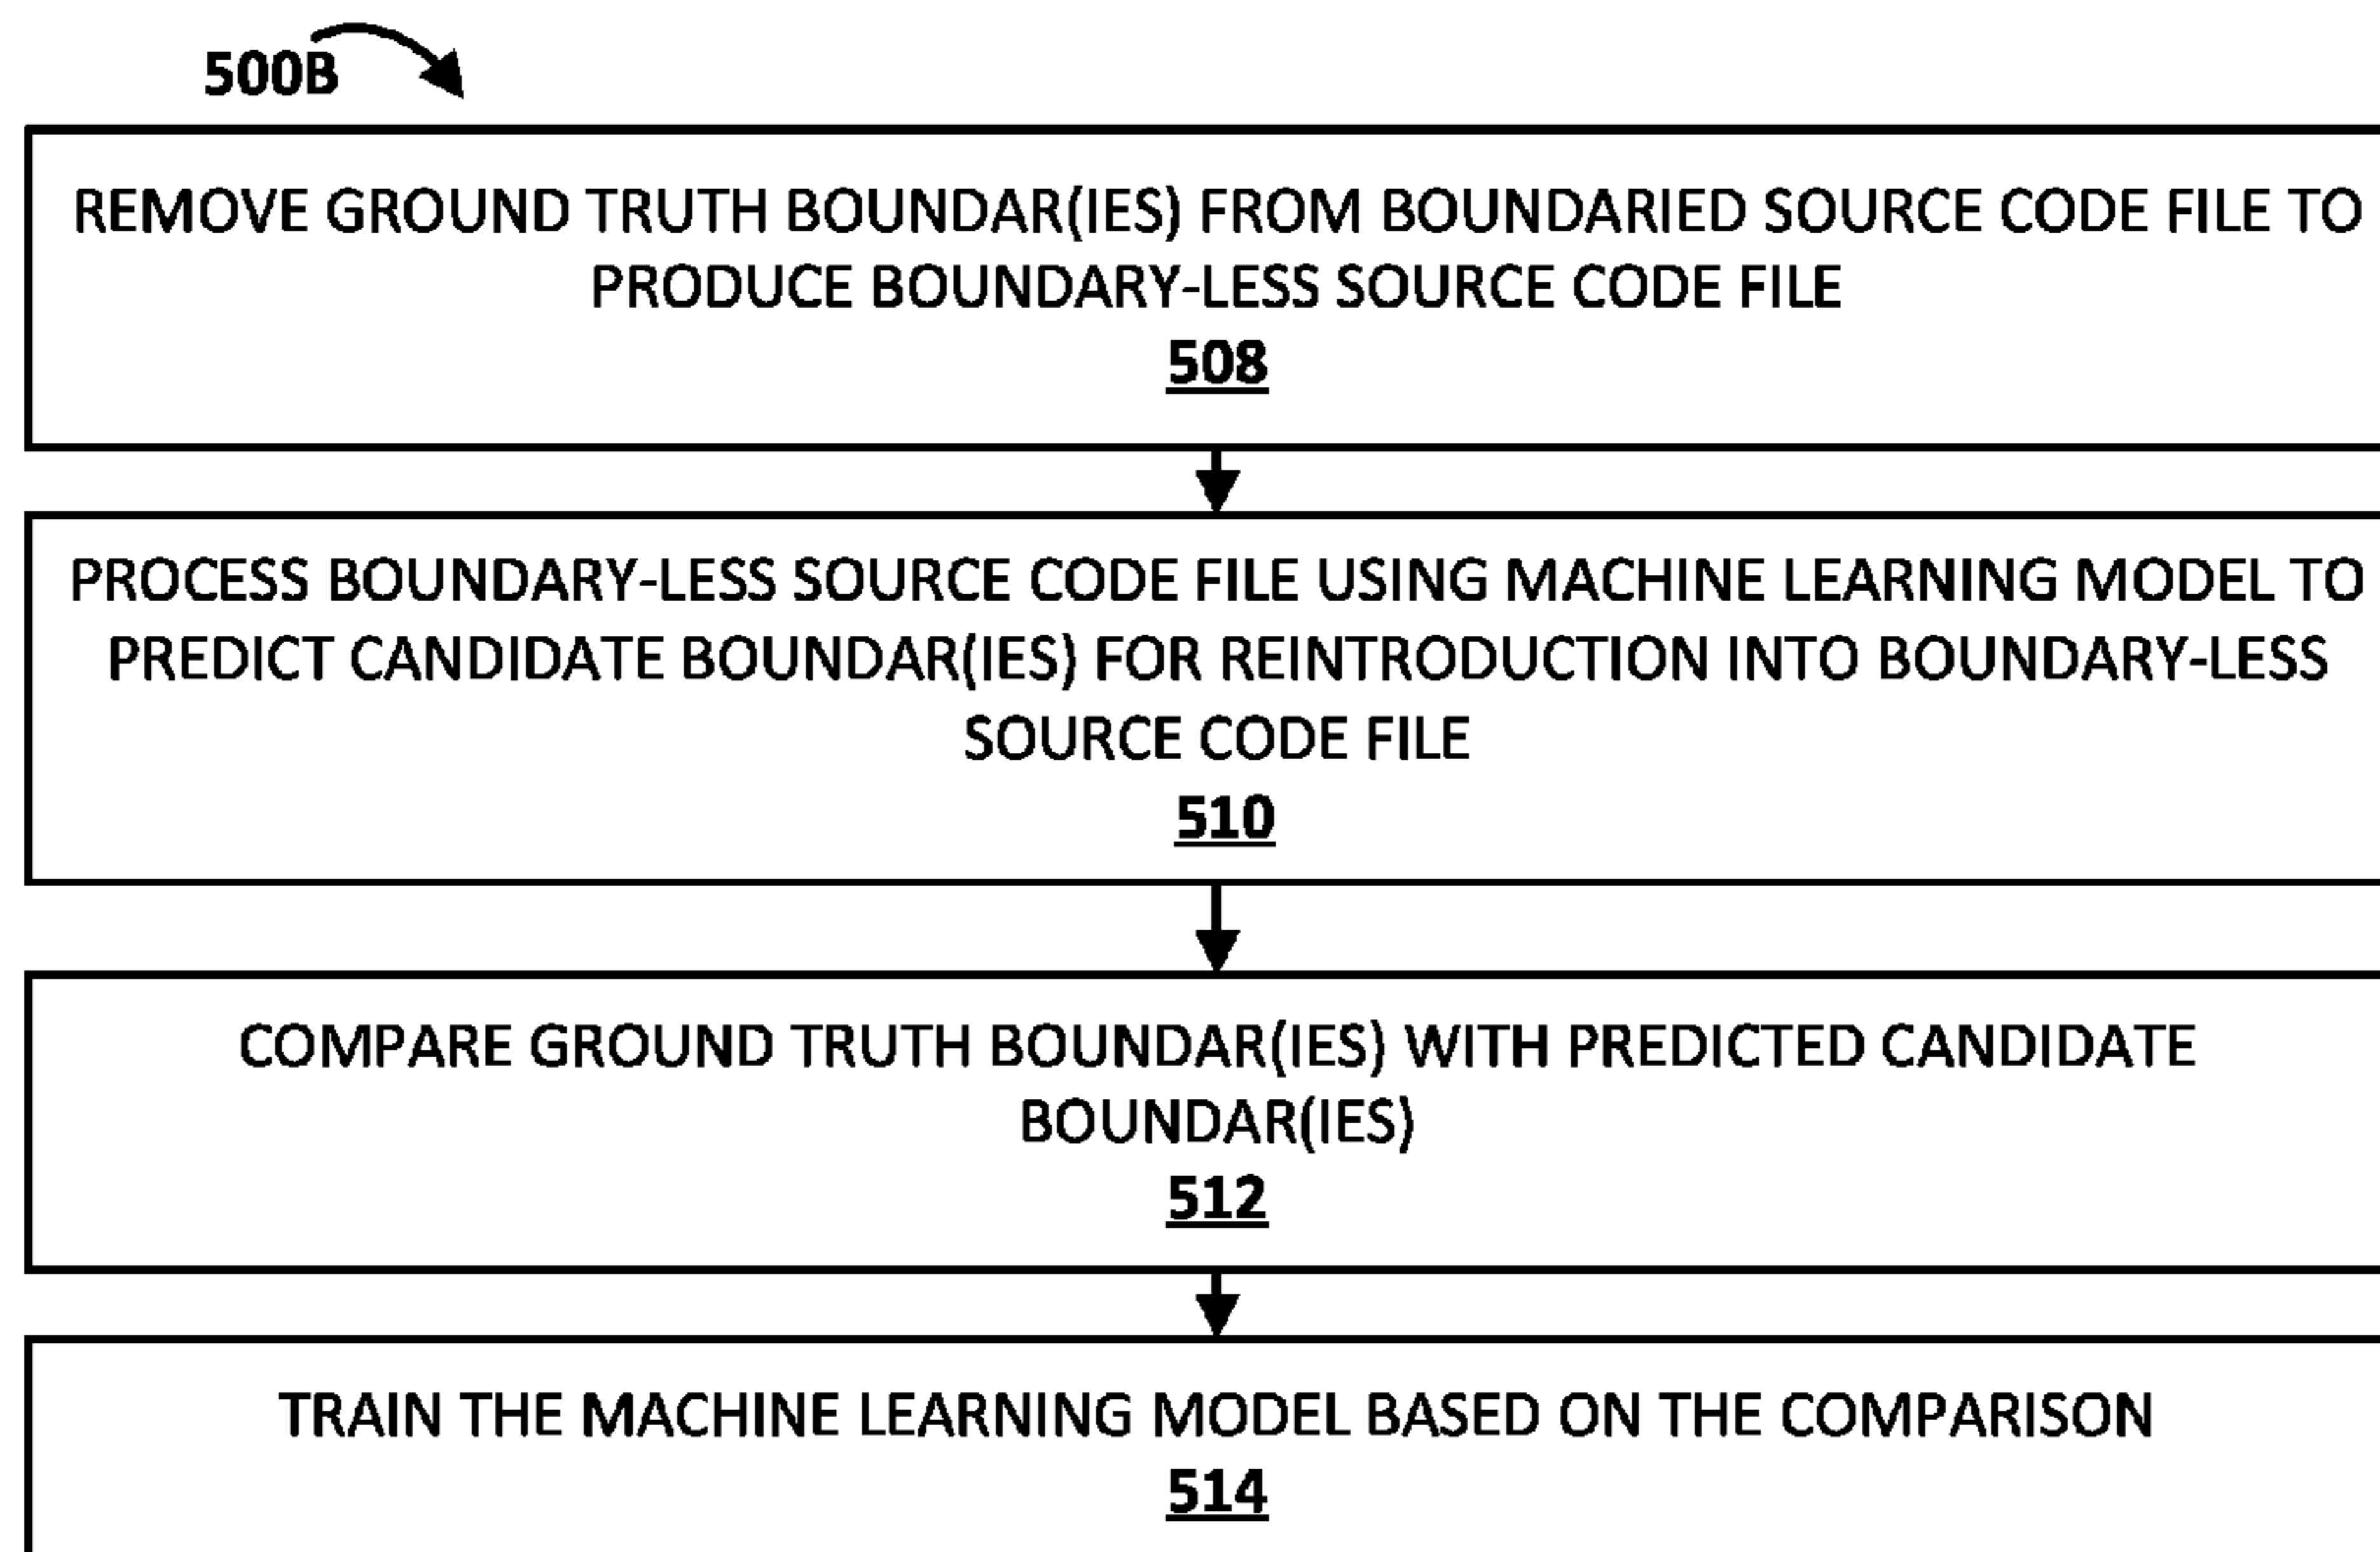 500B
REMOVE GROUND TRUTH BOUNDAR(IES) FROM BOUNDARIED SOURCE CODE FILE TO
PRODUCE BOUNDARY-LESS SOURCE CODE FILE
508
PROCESS BOUNDARY-LESS SOURCE CODE FILE USING MACHINE LEARNING MODEL TO
PREDICT CANDIDATE BOUNDAR(IES) FOR REINTRODUCTION INTO BOUNDARY-LESS
SOURCE CODE FILE
510
COMPARE GROUND TRUTH BOUNDAR(IES) WITH PREDICTED CANDIDATE
BOUNDAR(IES)
512
TRAIN THE MACHINE LEARNING MODEL BASED ON THE COMPARISON
514